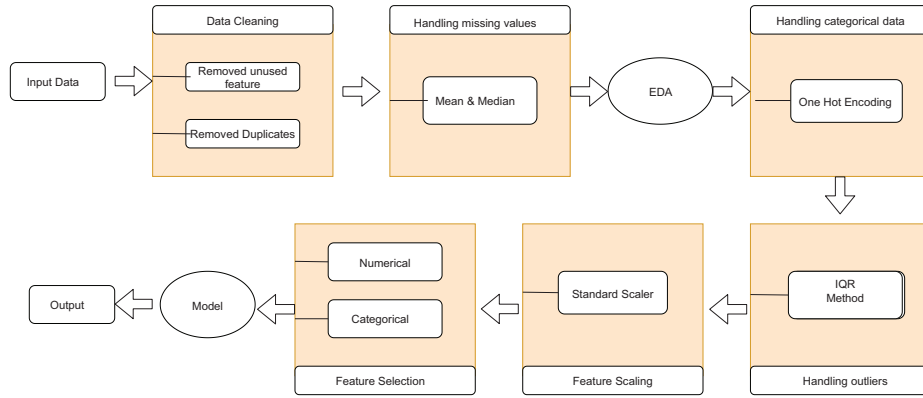 Data Cleaning
Handling missing values
Handling categorical data
Input Data
Removed unused
feature
Removed Duplicates
Mean & Median
EDA
One Hot Encoding
Output
Model
Numerical
Categorical
Feature Selection
Standard Scaler
Feature Scaling
IQR
Method
Handling outliers